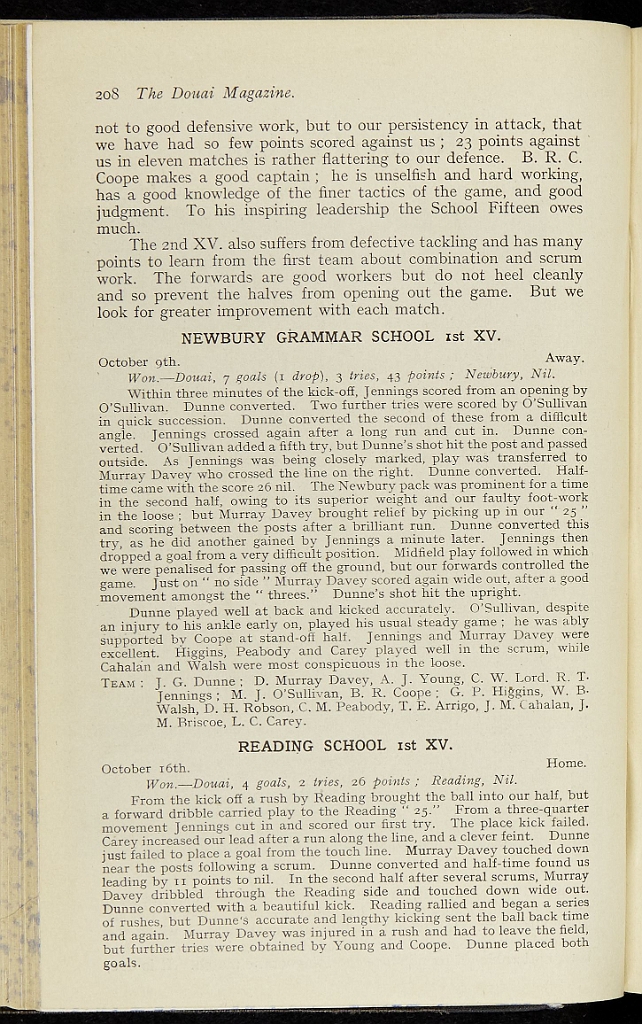 208 The Douai Magazine.
not to good defensive work, but to our persistency in attack, that
we have had so few points scored against us ; 23 points against
us in eleven matches is rather flattering to our defence. B. R. C.
Coope makes a good captain ; he is unselfish and hard working,
has a good knowledge of the finer tactics of the game, and good
judgment. To his inspiring leadership the School Fifteen owes
much.
The 2nd XV. also suffers from defective tackling and has many
points to learn from the first team about combination and scrum
work. The forwards are good workers but do not heel cleanly
and so prevent the halves from opening out the game. But we
look for greater improvement with each match.
NEWBURY GRAMMAR SCHOOL 1st XV.
October 9th. Away.
Won.—Douai, 7 goals (1 drop), 3 tries, 43 points ; Newbury, Nil.
Within three minutes of the kick-off, Jennings scored from an opening by
O'Sullivan. Dunne converted. Two further tries were scored by O'Sullivan
in quick succession. Dunne converted the second of these from a difficult
angle. Jennings crossed again after a long run and cut in. Dunne con-
verted. O'Sullivan added a fifth try, but Dunne's shot hit the post and passed
outside. As Jennings was being closely marked, play was transferred to
Murray Davey who crossed the line on the right. Dunne converted. Half-
time came with the score 26 nil. The Newbury pack was prominent for a time
in the second half, owing to its superior weight and our faulty foot-work
in the loose ; but Murray Davey brought relief by picking up in our " 25 "
and scoring between the posts after a brilliant run. Dunne converted this
try, as he did another gained by Jennings a minute later. Jennings then
dropped a goal from a very difficult position. Midfield play followed in which
we were penalised for passing off the ground, but our forwards controlled the
game. Just on " no side " Murray Davey scored again wide out, after a good
movement amongst the " threes." Dunne's shot hit the upright.
Dunne played well at back and kicked accurately. O'Sullivan, despite
an injury to his ankle early on, played his usual steady game ; he was ably
supported by Coope at stand-off half. Jennings and Murray Davey were
excellent. Higgins, Peabody and Carey played well in the scrum, while
Cahalan and Walsh were most conspicuous in the loose.
TEAM : J. G. Dunne ; D. Murray Davey, A. J. Young, C. W. Lord. R. T.
Jennings ; M. J. O'Sullivan, B. R. Coope ; G. P. Higgins, W. B.
Walsh, D. H. Robson, C. M. Peabody, T. E. Arrigo, J. M. Cahalan, J.
M. Briscoe, L. C. Carey.
READING SCHOOL 1st XV.
October 16th. Home.
Won.—Douai, 4 goals, 2 tries, 26 points ; Reading, Nil.
From the kick off a rush by Reading brought the ball into our half, but
a forward dribble carried play to the Reading " 25." From a three-quarter
movement Jennings cut in and scored our first try. The place kick failed.
Carey increased our lead after a run along the line, and a clever feint. Dunne
just failed to place a goal from the touch line. Murray Davey touched down
near the posts following a scrum. Dunne converted and half-time found us
leading by 11 points to nil. In the second half after several scrums, Murray
Davey dribbled through the Reading side and touched down wide out.
Dunne converted with a beautiful kick. Reading rallied and began a series
of rushes, but Dunne's accurate and lengthy kicking sent the ball back time
and again. Murray Davey was injured in a rush and had to leave the field,
but further tries were obtained by Young and Coope. Dunne placed both
goals.